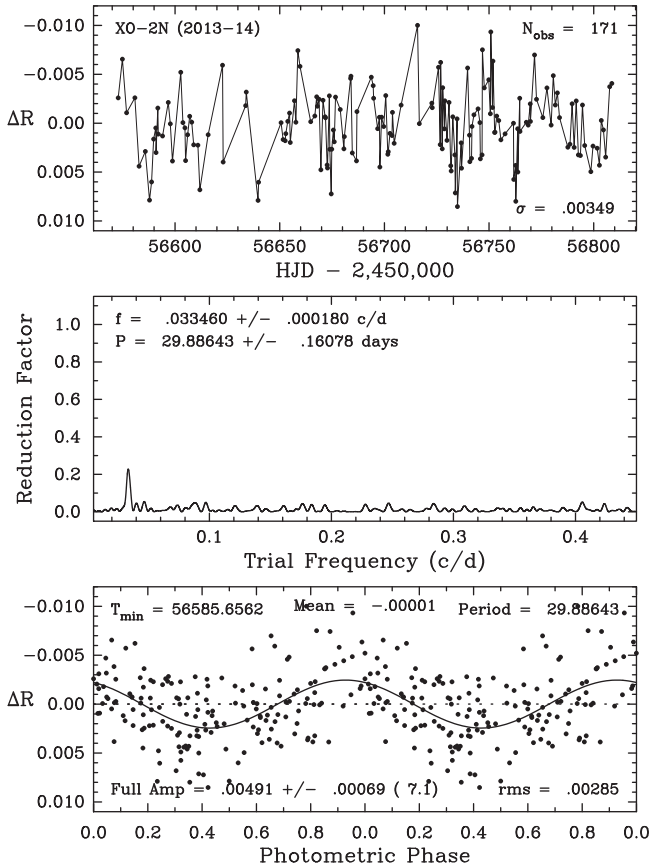 XO−2N (2013−14)
N_obs = 171
−0.010
−0.005
0.00
0.005
0.010
ΔR
σ = .00349
56600 56650 56700 56750 56800
HJD − 2,450,000
f = .033460 +/− .000180 c/d
P = 29.88643 +/− .16078 days
1.0
0.8
0.6
0.4
0.2
0.0
Reduction Factor
0.1 0.2 0.3 0.4
Trial Frequency (c/d)
T_min = 56585.6562 Mean = −.00001 Period = 29.88643
−0.010
−0.005
0.00
0.005
0.010
ΔR
Full Amp = .00491 +/− .00069 ( 7.1) rms = .00285
0.0 0.2 0.4 0.6 0.8 0.0 0.2 0.4 0.6 0.8 0.0
Photometric Phase